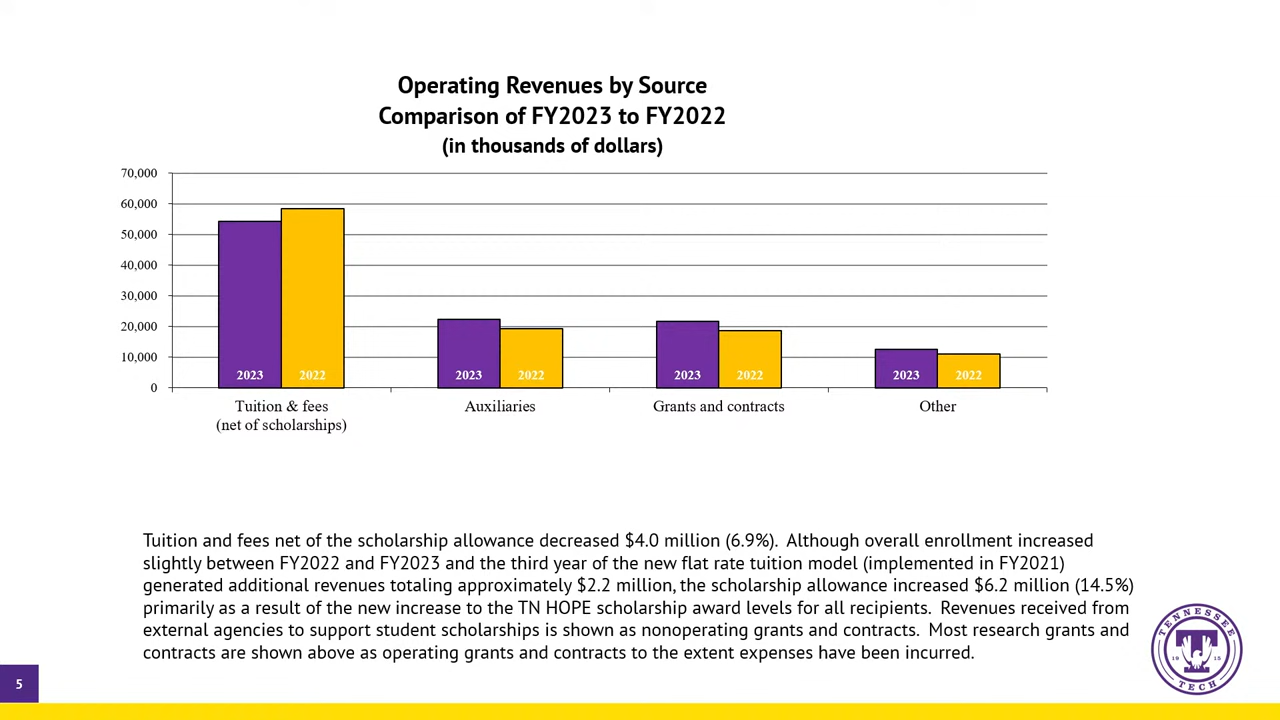 Operating Revenues by Source
Comparison of FY2023 to FY2022
(in thousands of dollars)
70,000
60,000
50,000
40,000
30,000
20,000
10,000
0
2023 2022 2023 2022 2023 2022 2023 2022
Tuition & fees Auxiliaries Grants and contracts Other
(net of scholarships)
Tuition and fees net of the scholarship allowance decreased $4.0 million (6.9%). Although overall enrollment increased
slightly between FY2022 and FY2023 and the third year of the new flat rate tuition model (implemented in FY2021)
generated additional revenues totaling approximately $2.2 million, the scholarship allowance increased $6.2 million (14.5%)
primarily as a result of the new increase to the TN HOPE scholarship award levels for all recipients. Revenues received from
external agencies to support student scholarships is shown as nonoperating grants and contracts. Most research grants and
contracts are shown above as operating grants and contracts to the extent expenses have been incurred.
TENNESSEE
T
19 15
TECH
5